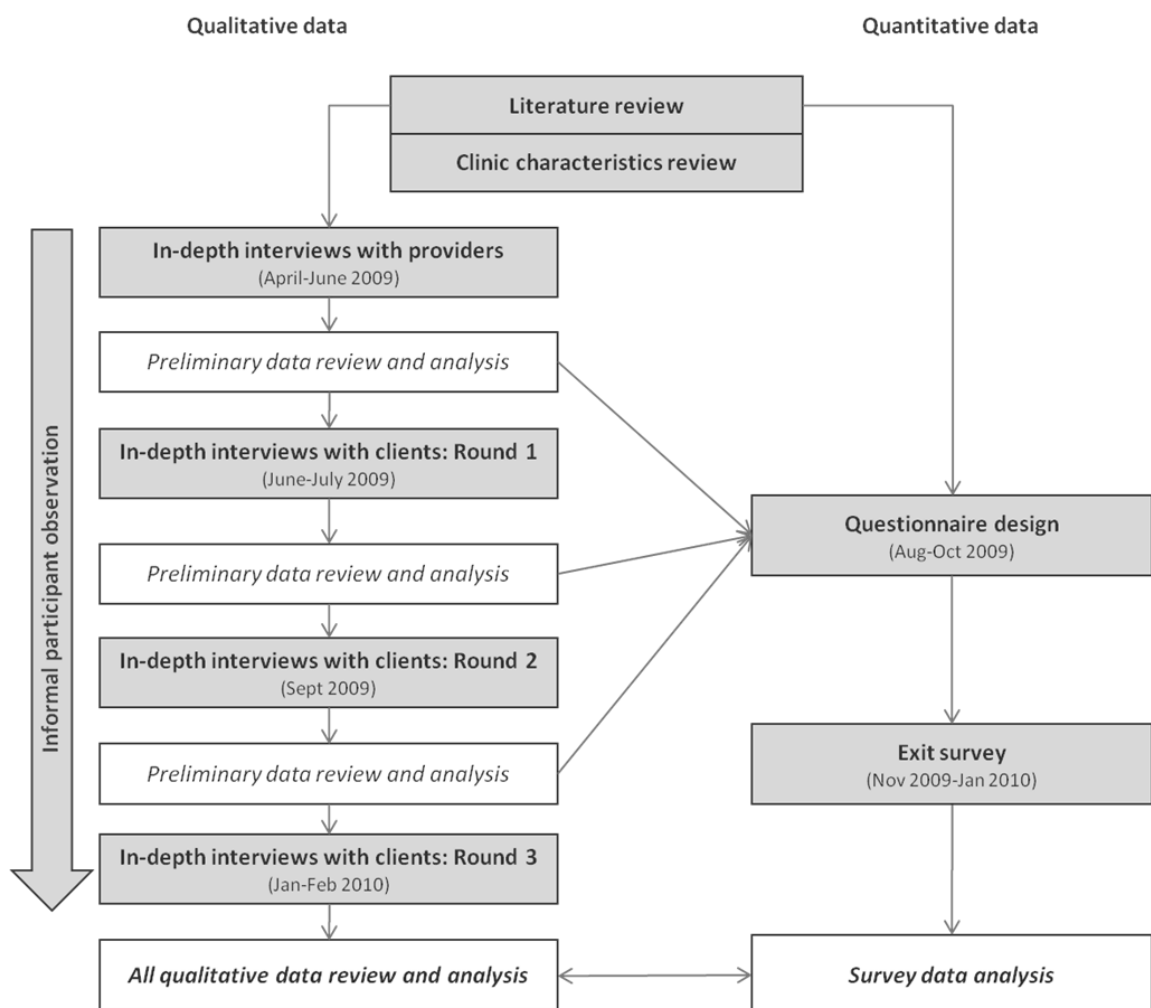 Qualitative data
Quantitative data
Literature review
Clinic characteristics review
In-depth interviews with providers
(April-June 2009)
Preliminary data review and analysis
In-depth interviews with clients: Round 1
(June-July 2009)
Preliminary data review and analysis
In-depth interviews with clients: Round 2
(Sept 2009)
Preliminary data review and analysis
In-depth interviews with clients: Round 3
(Jan-Feb 2010)
All qualitative data review and analysis
Informal participant observation
Questionnaire design
(Aug-Oct 2009)
Exit survey
(Nov 2009-Jan 2010)
Survey data analysis